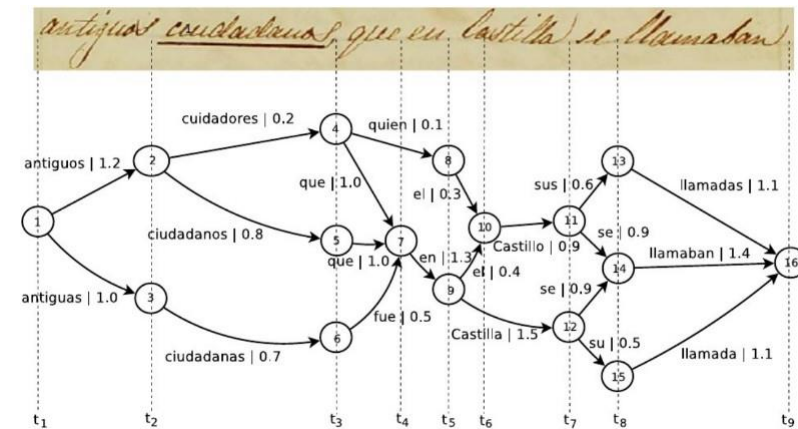 antiguos coudadanos, que en Castilla se llamaban
cuidadores | 0.2
quien | 0.1
antiguos | 1.2
que | 1.0
el | 0.3
sus | 0.6
llamadas | 1.1
ciudadanos | 0.8
que | 1.0
en | 1.3
Castillo | 0.9
se | 0.9
llamaban | 1.4
el | 0.4
antiguas | 1.0
fue | 0.5
Castilla | 1.5
se | 0.9
su | 0.5
ciudadanas | 0.7
llamada | 1.1
1
2
3
4
5
6
7
8
9
10
11
12
13
14
15
16
t1 t2 t3 t4 t5 t6 t7 t8 t9